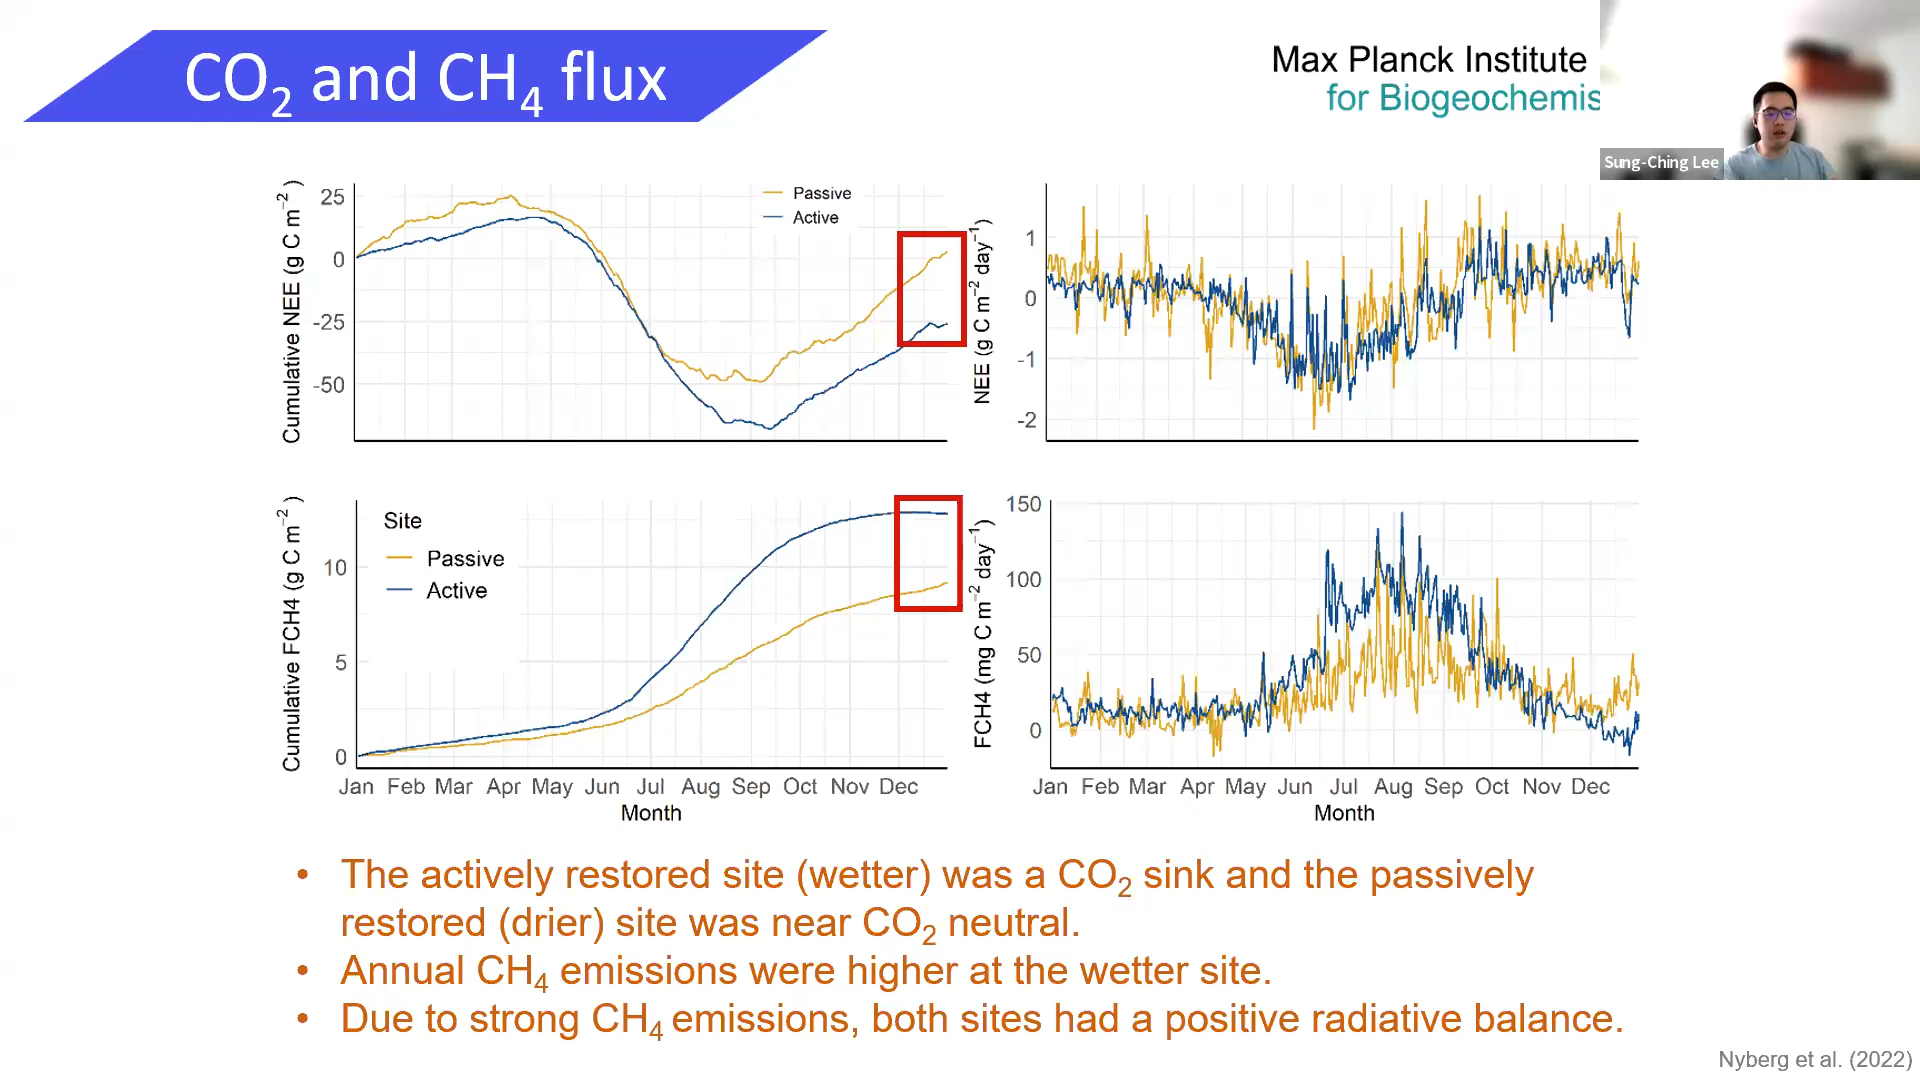 CO₂ and CH₄ flux
Max Planck Institute
for Biogeochemis
Sung-Ching Lee
Cumulative NEE (g C m⁻²)
25
0
-25
-50
Passive
Active
NEE (g C m⁻² day⁻¹)
1
0
-1
-2
Cumulative FCH4 (g C m⁻²)
10
5
0
Site
Passive
Active
Jan Feb Mar Apr May Jun Jul Aug Sep Oct Nov Dec
Month
FCH4 (mg C m⁻² day⁻¹)
150
100
50
0
Jan Feb Mar Apr May Jun Jul Aug Sep Oct Nov Dec
Month
• The actively restored site (wetter) was a CO₂ sink and the passively
restored (drier) site was near CO₂ neutral.
• Annual CH₄ emissions were higher at the wetter site.
• Due to strong CH₄ emissions, both sites had a positive radiative balance.
Nyberg et al. (2022)